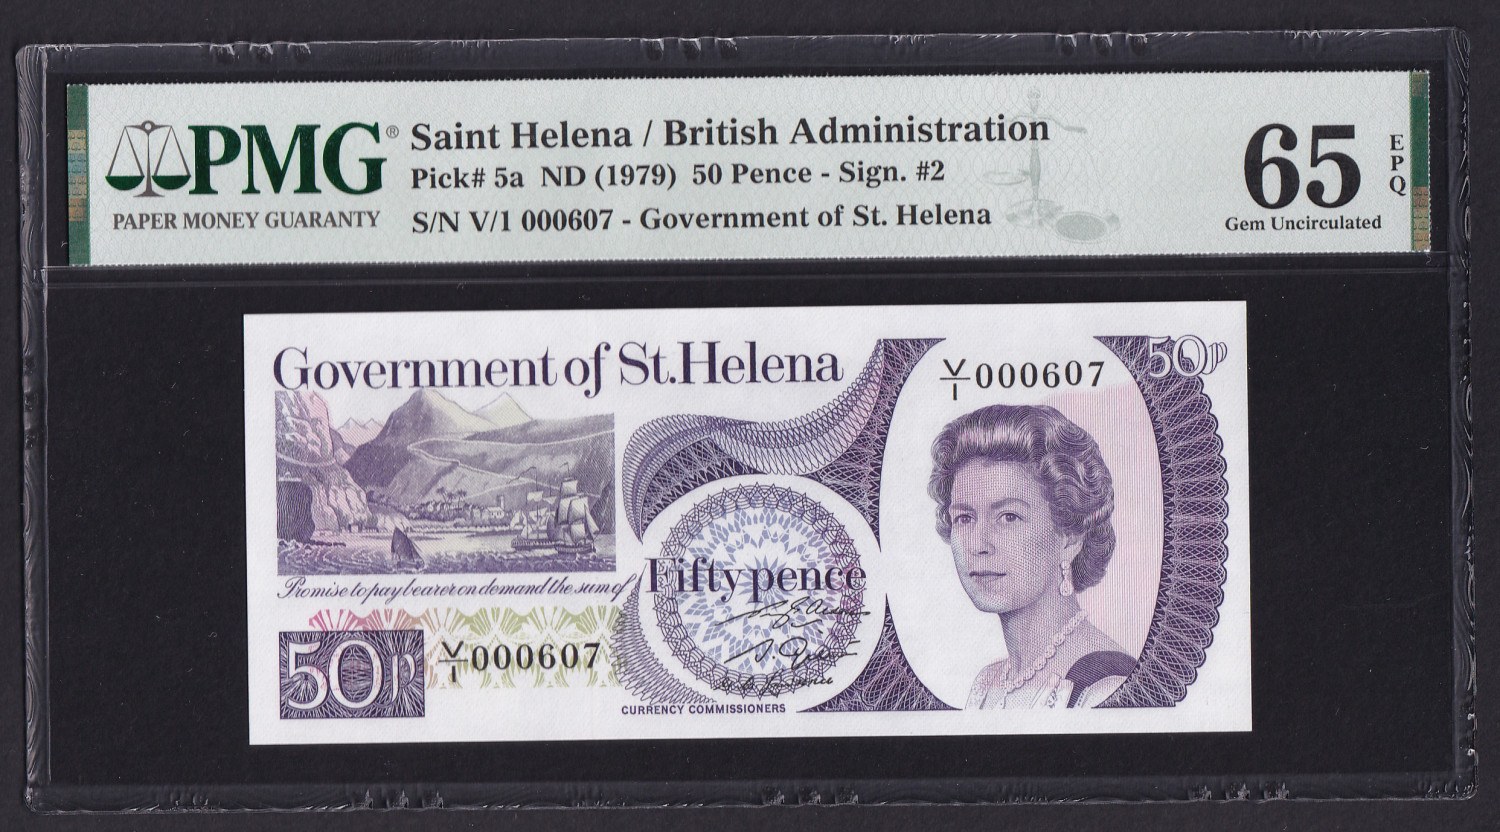 PMG®
PAPER MONEY GUARANTY
Saint Helena / British Administration
Pick# 5a ND (1979) 50 Pence - Sign. #2
S/N V/1 000607 - Government of St. Helena
65
EPQ
Gem Uncirculated
Government of St. Helena
V/1 000607
50p
Promise to pay bearer on demand the sum of
Fifty pence
50p
V/1 000607
CURRENCY COMMISSIONERS